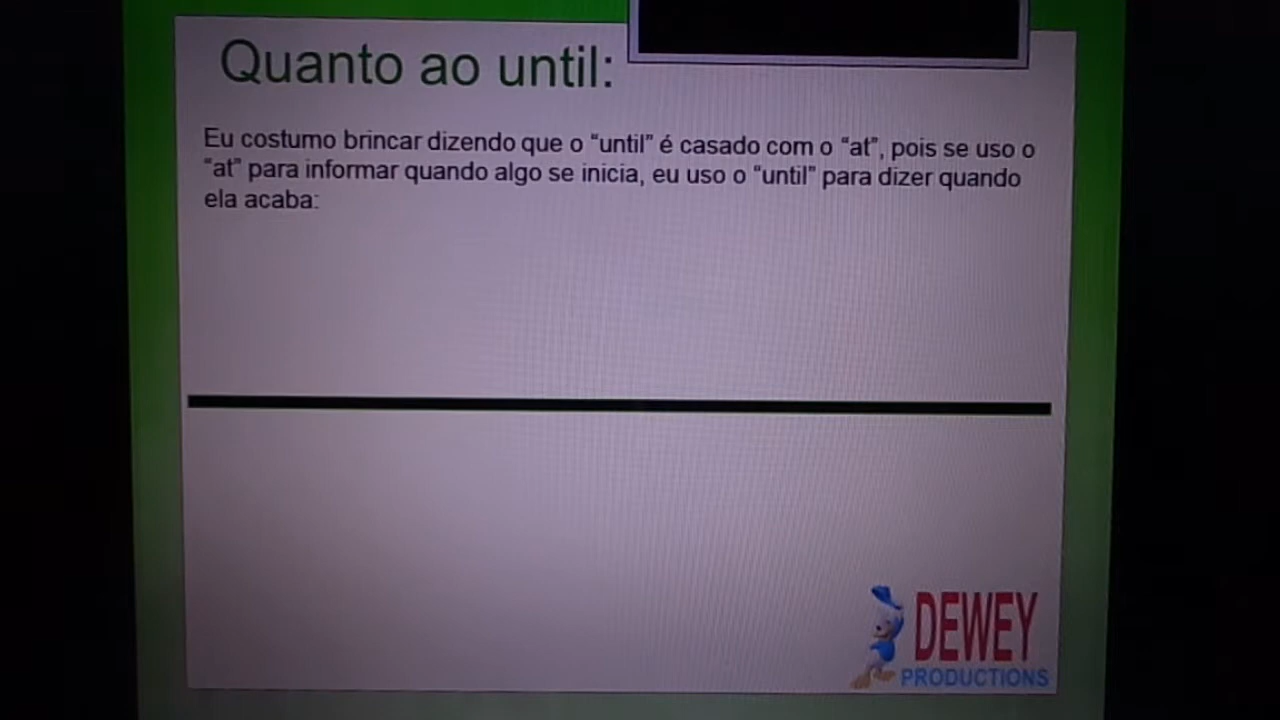 Quanto ao until:
Eu costumo brincar dizendo que o “until” é casado com o “at”, pois se uso o
“at” para informar quando algo se inicia, eu uso o “until” para dizer quando
ela acaba:
DEWEY
PRODUCTIONS